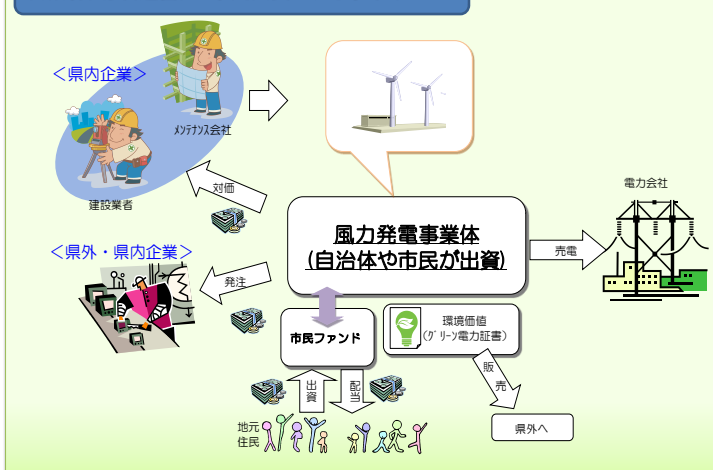 ＜県内企業＞
メンテナンス会社
建設業者
対価
電力会社
風力発電事業体
(自治体や市民が出資)
売電
＜県外・県内企業＞
発注
市民ファンド
環境価値
(グリーン電力証書)
販売
出資
配当
地元
住民
県外へ